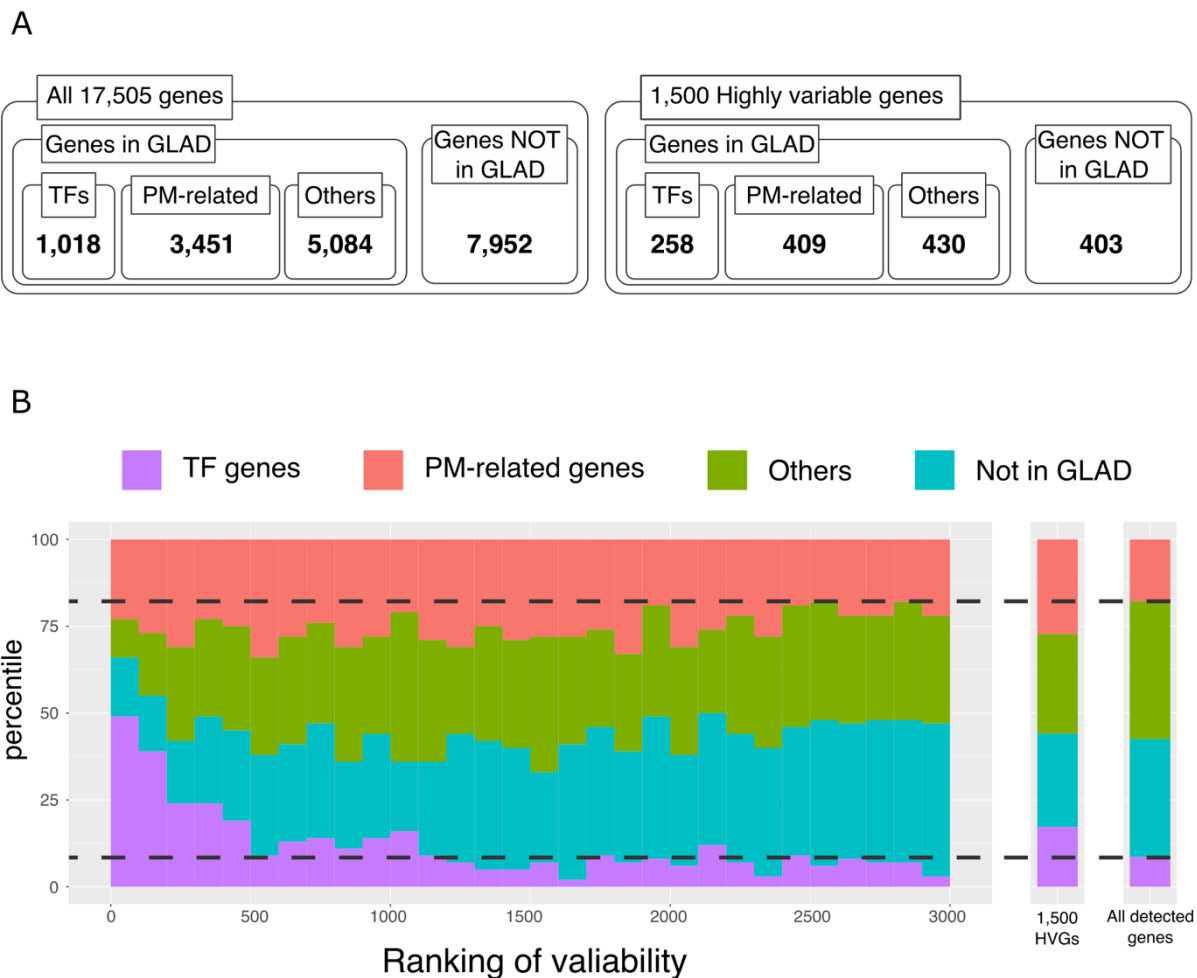 A
All 17,505 genes
Genes in GLAD
TFs
1,018
PM-related
3,451
Others
5,084
Genes NOT
in GLAD
7,952
1,500 Highly variable genes
Genes in GLAD
TFs
258
PM-related
409
Others
430
Genes NOT
in GLAD
403
B
TF genes
PM-related genes
Others
Not in GLAD
percentile
100
75
50
25
0
0
500
1000
1500
2000
2500
3000
Ranking of valiability
1,500
HVGs
All detected
genes